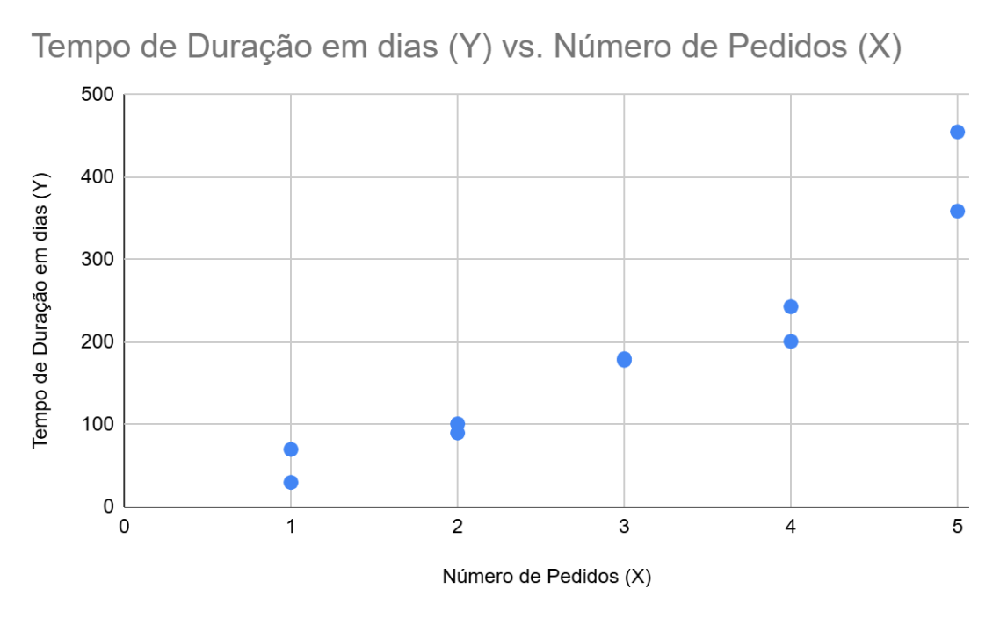 Tempo de Duração em dias (Y) vs. Número de Pedidos (X)
500
400
300
200
100
0
Tempo de Duração em dias (Y)
0 1 2 3 4 5
Número de Pedidos (X)